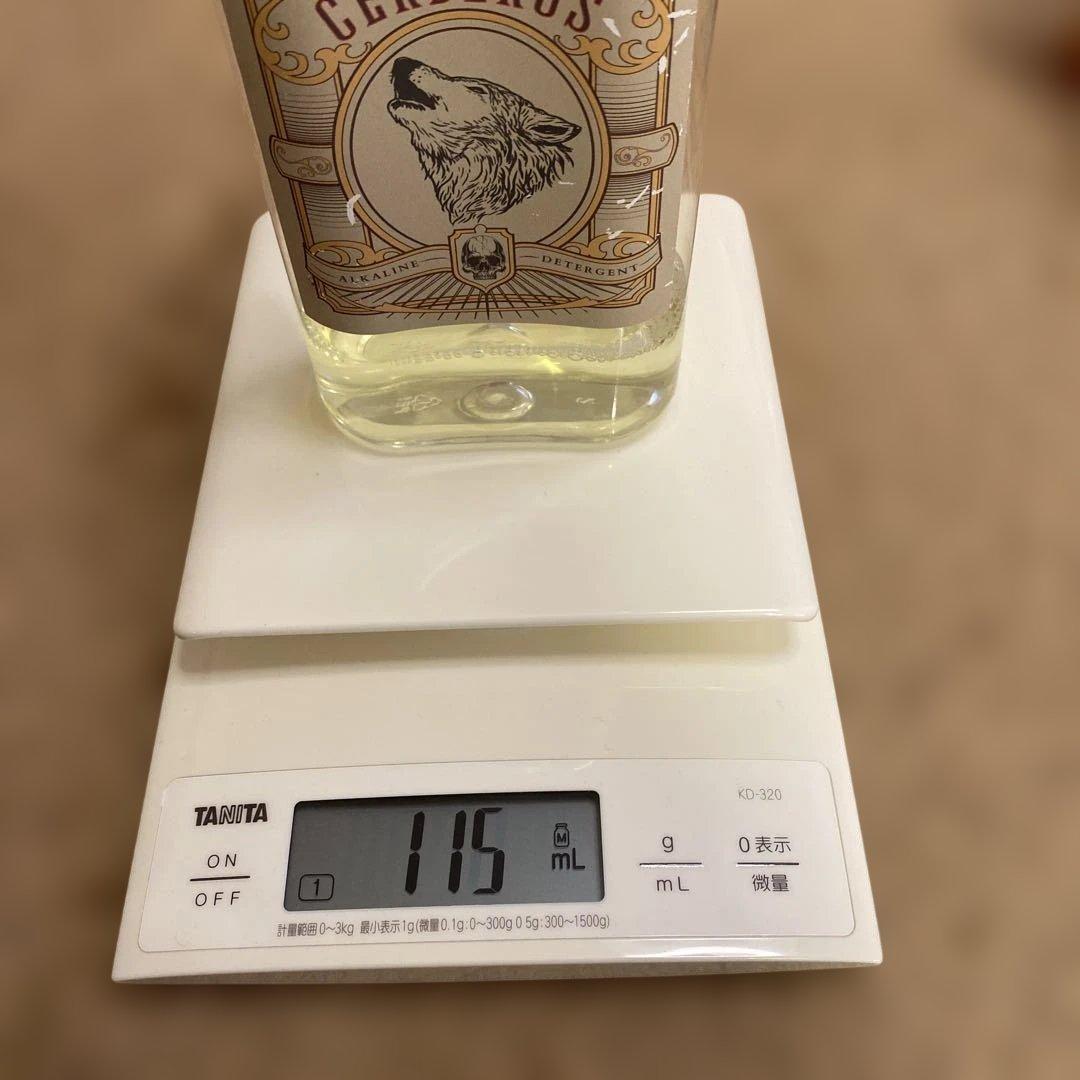 CERBERUS
ALKALINE DETERGENT
TANITA
KD-320
ON
OFF
1
115
M
mL
g
mL
0表示
微量
計量範囲0～3kg 最小表示1g(微量0.1g:0～300g 0 5g:300～1500g)